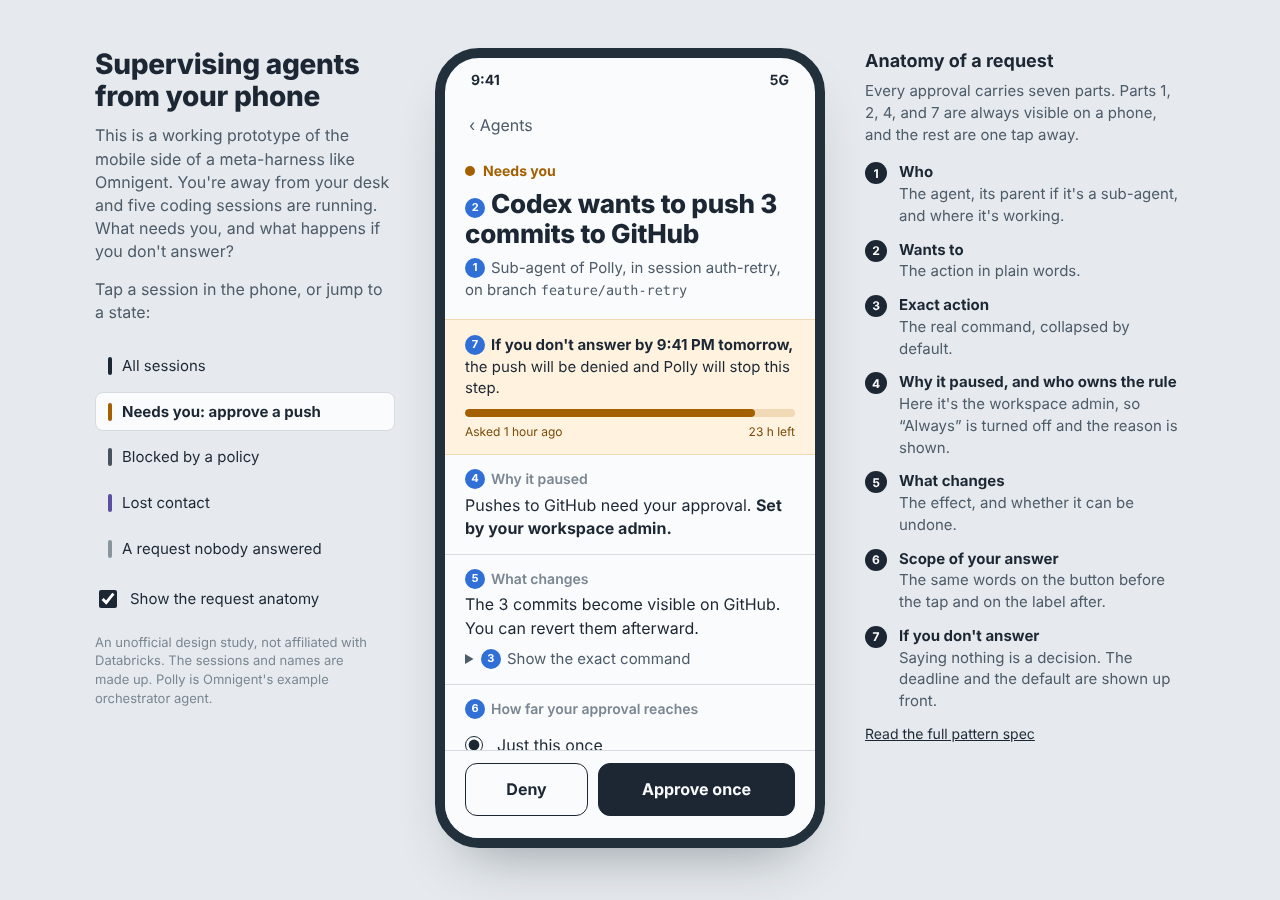 Supervising agents
from your phone
This is a working prototype of the
mobile side of a meta-harness like
Omnigent. You're away from your desk
and five coding sessions are running.
What needs you, and what happens if
you don't answer?
Tap a session in the phone, or jump to
a state:
All sessions
Needs you: approve a push
Blocked by a policy
Lost contact
A request nobody answered
Show the request anatomy
An unofficial design study, not affiliated with
Databricks. The sessions and names are
made up. Polly is Omnigent's example
orchestrator agent.
9:41 5G
‹ Agents
Needs you
2 Codex wants to push 3
commits to GitHub
1 Sub-agent of Polly, in session auth-retry,
on branch feature/auth-retry
7 If you don't answer by 9:41 PM tomorrow,
the push will be denied and Polly will stop this
step.
Asked 1 hour ago 23 h left
4 Why it paused
Pushes to GitHub need your approval. Set
by your workspace admin.
5 What changes
The 3 commits become visible on GitHub.
You can revert them afterward.
3 Show the exact command
6 How far your approval reaches
Just this once
Deny Approve once
Anatomy of a request
Every approval carries seven parts. Parts 1,
2, 4, and 7 are always visible on a phone,
and the rest are one tap away.
1 Who
The agent, its parent if it's a sub-agent,
and where it's working.
2 Wants to
The action in plain words.
3 Exact action
The real command, collapsed by
default.
4 Why it paused, and who owns the rule
Here it's the workspace admin, so
“Always” is turned off and the reason is
shown.
5 What changes
The effect, and whether it can be
undone.
6 Scope of your answer
The same words on the button before
the tap and on the label after.
7 If you don't answer
Saying nothing is a decision. The
deadline and the default are shown up
front.
Read the full pattern spec